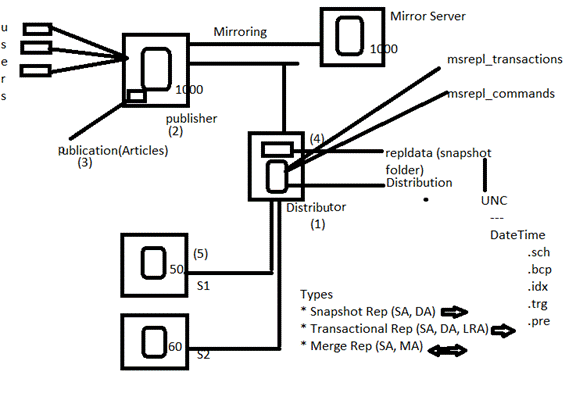 users
Mirroring
Mirror Server
1000
1000
msrepl_transactions
msrepl_commands
publisher
(2)
Publication(Articles)
(3)
(4)
repldata (snapshot
folder)
Distribution
Distributor
(1)
UNC
---
DateTime
.sch
.bcp
.idx
.trg
.pre
(5)
50
S1
60
S2
Types
* Snapshot Rep (SA, DA)
* Transactional Rep (SA, DA, LRA)
* Merge Rep (SA, MA)